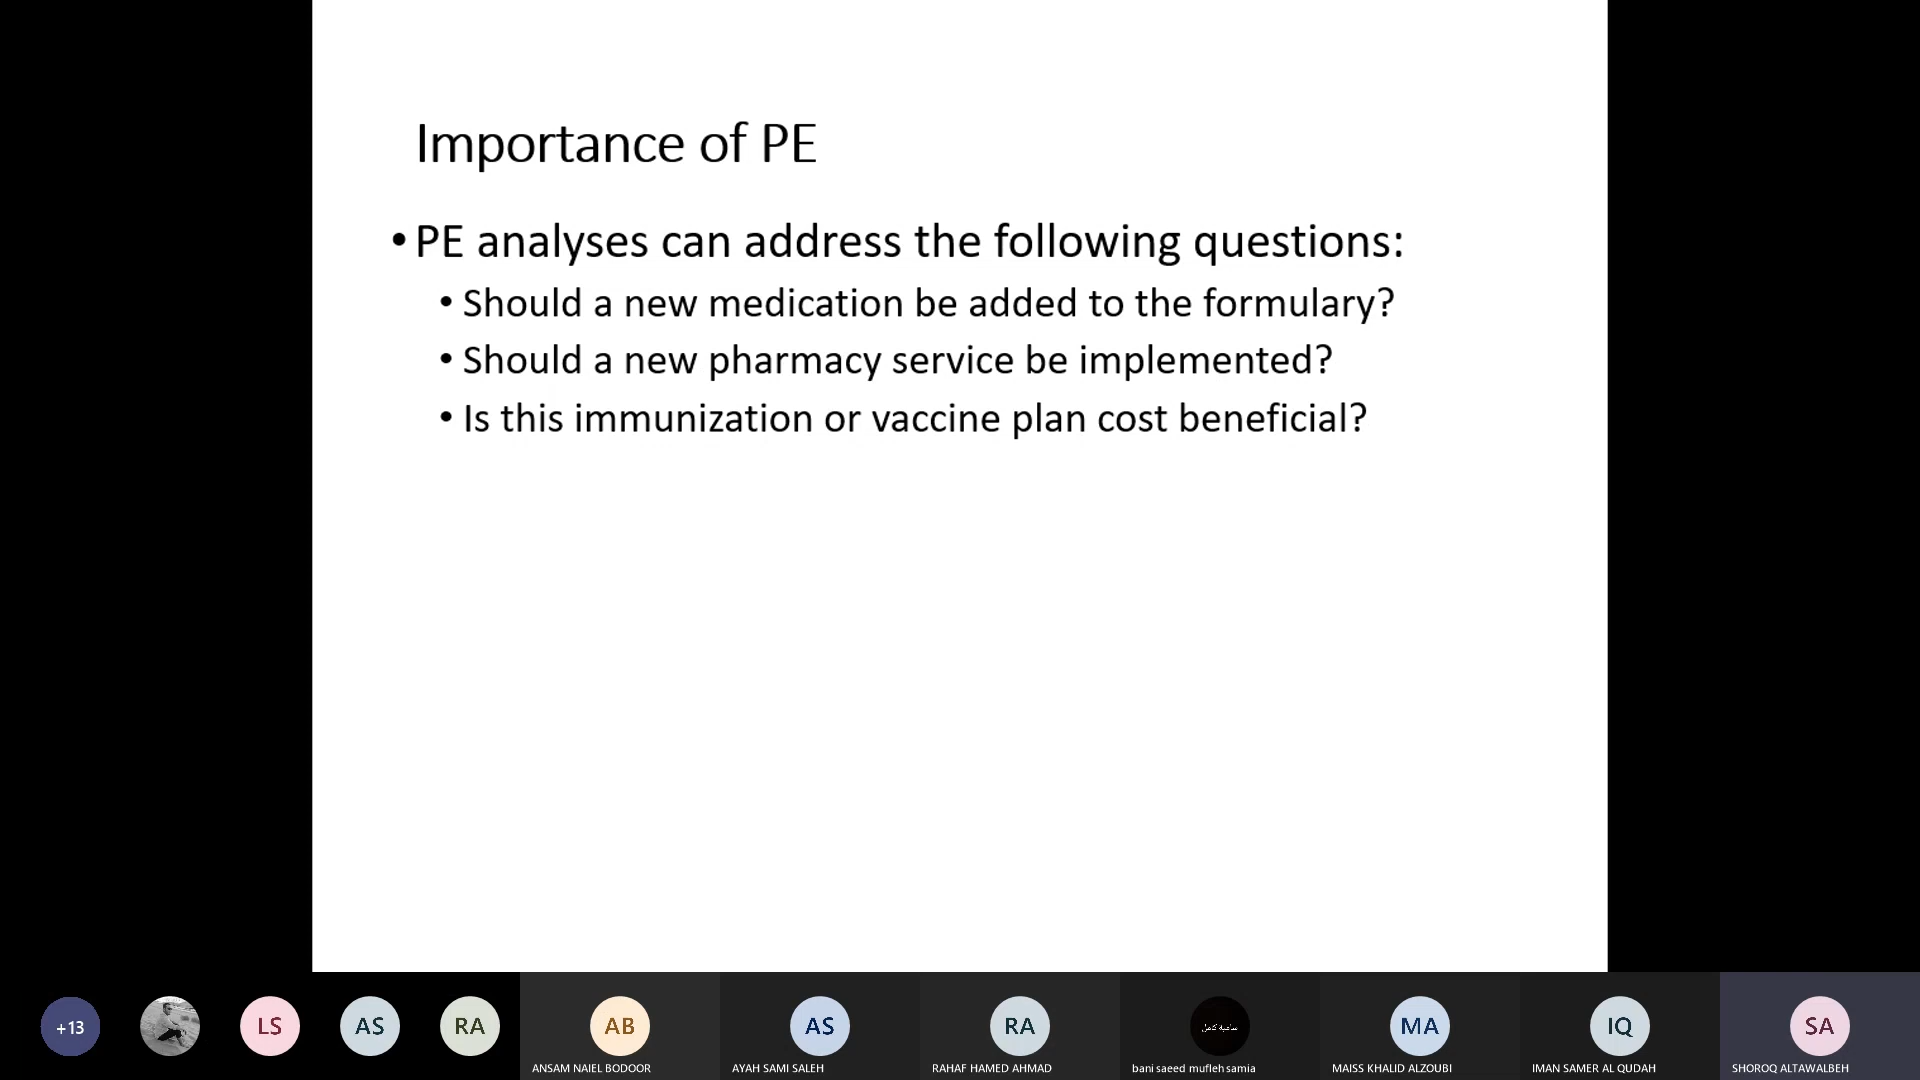 Importance of PE
• PE analyses can address the following questions:
• Should a new medication be added to the formulary?
• Should a new pharmacy service be implemented?
• Is this immunization or vaccine plan cost beneficial?
+13
LS
AS
RA
AB
AS
RA
MA
IQ
SA
ANSAM NAIEL BODOOR
AYAH SAMI SALEH
RAHAF HAMED AHMAD
bani saeed mufleh samia
MAISS KHALID ALZOUBI
IMAN SAMER AL QUDAH
SHOROQ ALTAWALBEH